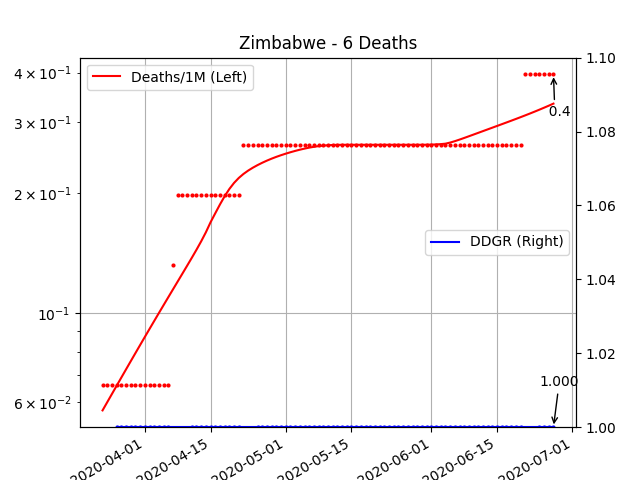 Zimbabwe - 6 Deaths
Deaths/1M (Left)
4 × 10⁻¹
3 × 10⁻¹
2 × 10⁻¹
10⁻¹
6 × 10⁻²
1.10
1.08
1.06
1.04
1.02
1.00
0.4
DDGR (Right)
1.000
2020-04-01
2020-04-15
2020-05-01
2020-05-15
2020-06-01
2020-06-15
2020-07-01